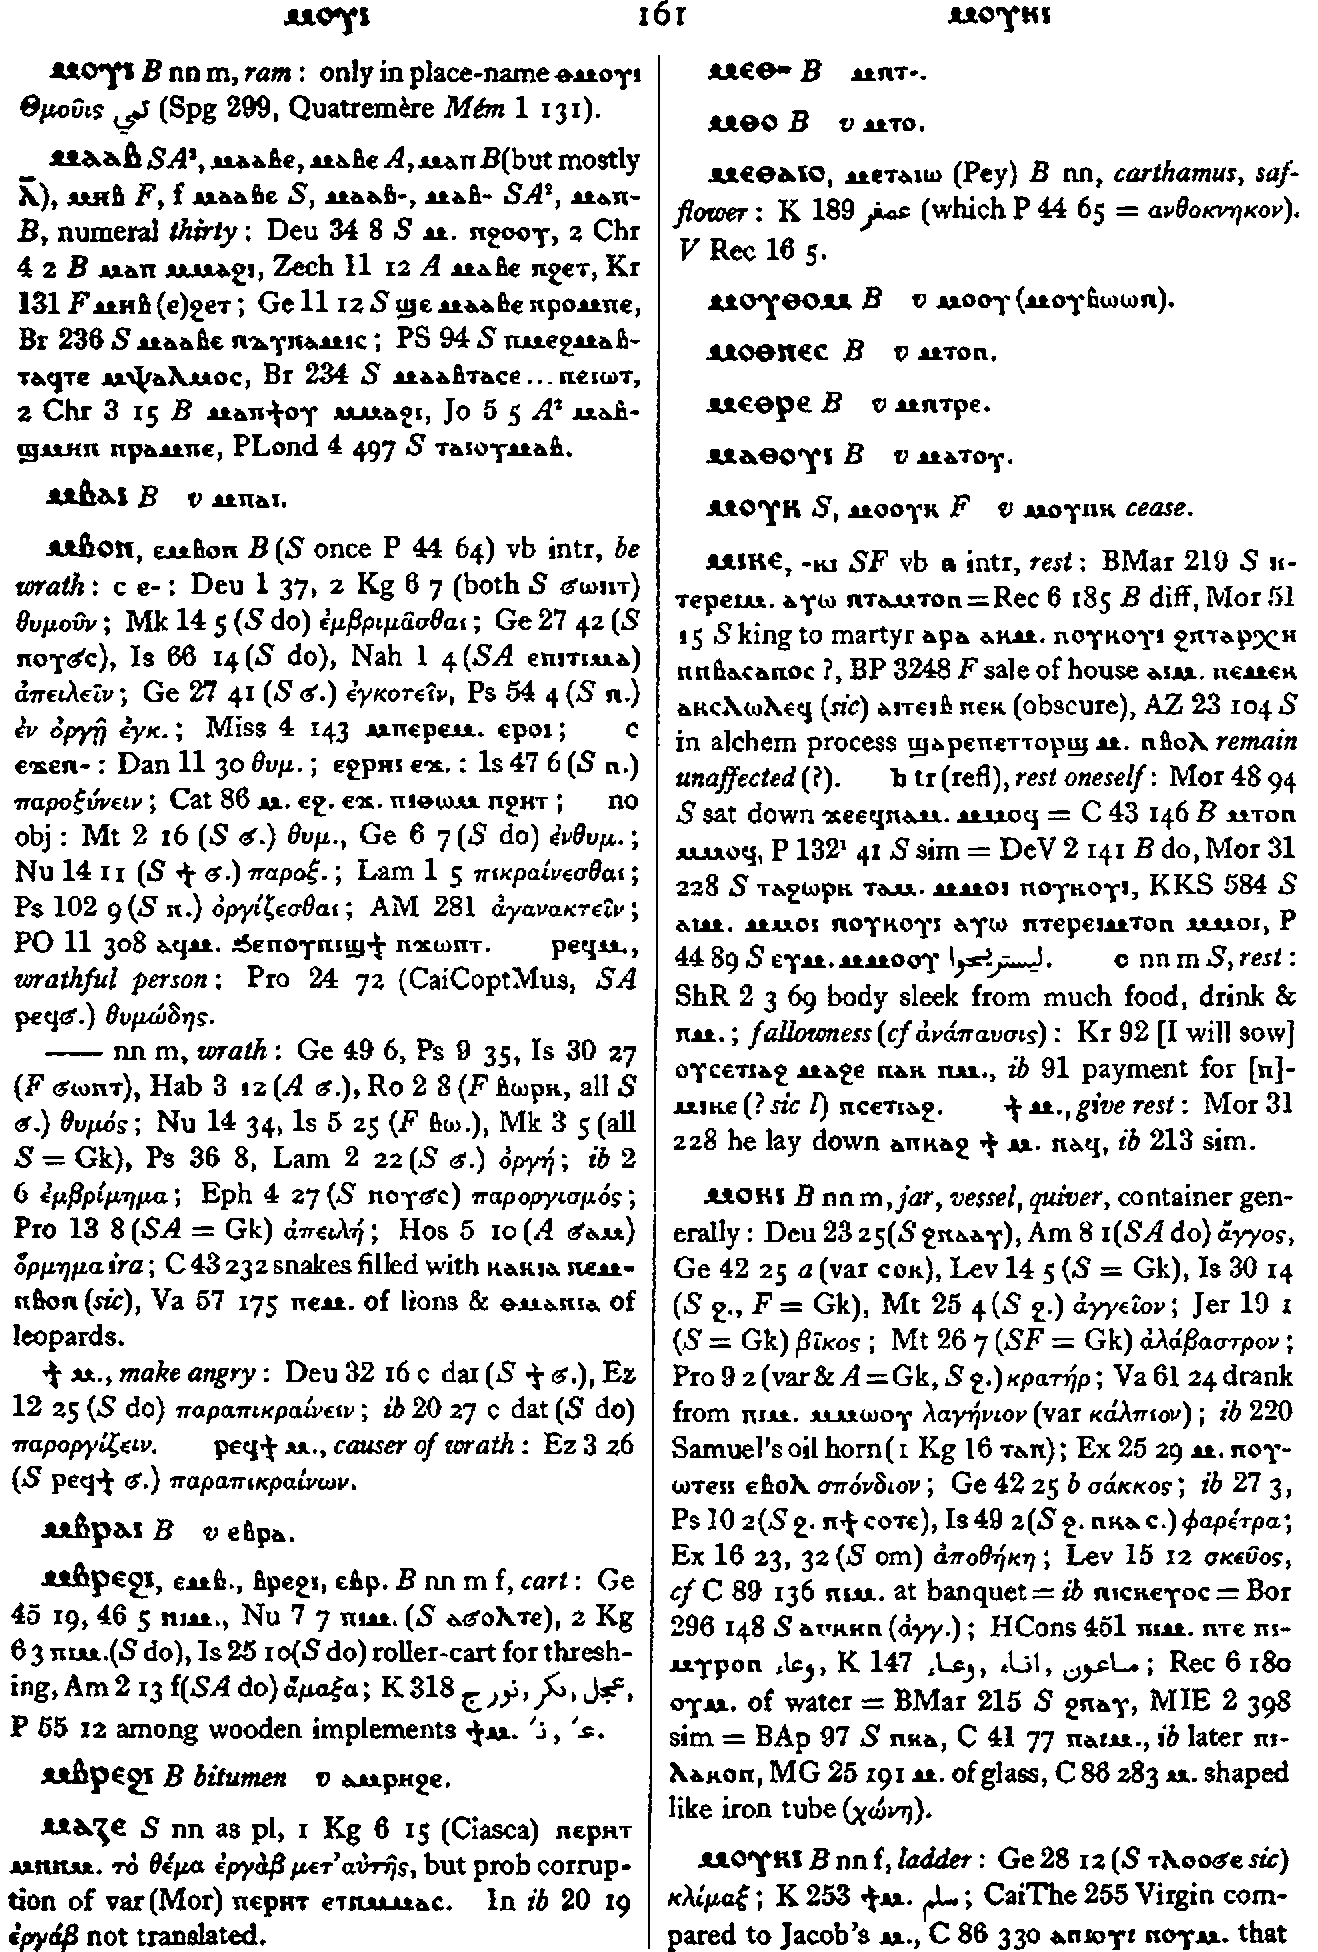 ⲙⲟⲩⲓ 161 ⲙⲟⲩⲕⲓ
ⲙⲟⲩⲓ B nn m, ram : only in place-name ⲑⲙⲟⲩⲓ
Θμοῦις (Spg 299, Quatremère Mém 1 131).
ⲙⲁⲁⲃ SA², ⲙⲁⲁⲃⲉ, ⲙⲁⲃⲉ A, ⲙⲁⲡ B (but mostly
ⲗ̄), ⲙⲏⲃ F, f ⲙⲁⲁⲃⲉ S, ⲙⲁⲁⲃ-, ⲙⲁⲃ- SA², ⲙⲁⲡ-
B, numeral thirty : Deu 34 8 S ⲙ. ⲛϩⲟⲟⲩ, 2 Chr
4 2 B ⲙⲁⲡ ⲙⲙⲁϩⲓ, Zech 11 12 A ⲙⲁⲃⲉ ⲛϩⲉⲧ, Kr
131 F ⲙⲏⲃ(ⲉ)ϩⲉⲧ ; Ge 11 12 S ϣⲉ ⲙⲁⲁⲃⲉ ⲛⲣⲟⲙⲡⲉ,
Br 236 S ⲙⲁⲁⲃⲉ ⲛⲇⲩⲛⲁⲙⲓⲥ ; PS 94 S ⲡⲙⲉϩⲙⲁⲃ-
ⲧⲁϥⲧⲉ ⲙⲯⲁⲗⲙⲟⲥ, Br 234 S ⲙⲁⲁⲃⲧⲁⲥⲉ ... ⲛⲉⲓⲱⲧ,
2 Chr 3 15 B ⲙⲁⲡϯⲟⲩ ⲙⲙⲁϩⲓ, Jo 5 5 A² ⲙⲁⲃ-
ϣⲙⲏⲛ ⲛⲣⲁⲙⲡⲉ, PLond 4 497 S ⲧⲁⲓⲟⲩⲙⲁⲃ.
ⲙⲃⲁⲓ B v ⲙⲡⲁⲓ.
ⲙⲃⲟⲛ, ⲉⲙⲃⲟⲛ B (S once P 44 64) vb intr, be
wrath : c ⲉ- : Deu 1 37, 2 Kg 6 7 (both S ϭⲱⲛⲧ)
θυμοῦν ; Mk 14 5 (S do) ἐμβριμᾶσθαι ; Ge 27 42 (S
ⲛⲟⲩϭⲥ), Is 66 14 (S do), Nah 1 4 (SA ⲉⲡⲓⲧⲓⲙⲁ)
ἀπειλεῖν ; Ge 27 41 (S ϭ.) ἐγκοτεῖν, Ps 54 4 (S ⲛ.)
ἐν ὀργῇ ἐγκ. ; Miss 4 143 ⲙⲡⲉⲣⲉⲙ. ⲉⲣⲟⲓ ; c
ⲉϫⲉⲛ- : Dan 11 30 θυμ. ; ⲉϩⲣⲏⲓ ⲉϫ. : Is 47 6 (S ⲛ.)
παροξύνειν ; Cat 86 ⲙ. ⲉϩ. ⲉϫ. ⲡⲓⲑⲱⲙ ⲛϩⲏⲧ ; no
obj : Mt 2 16 (S ϭ.) θυμ., Ge 6 7 (S do) ἐνθυμ. ;
Nu 14 11 (S ϯ ϭ.) παροξ. ; Lam 1 5 πικραίνεσθαι ;
Ps 102 9 (S ⲛ.) ὀργίζεσθαι ; AM 281 ἀγανακτεῖν ;
PO 11 308 ⲁϥⲙ. ϧⲉⲛⲟⲩⲛⲓϣϯ ⲛϫⲱⲛⲧ. ⲣⲉϥⲙ.,
wrathful person : Pro 24 72 (CaiCoptMus, SA
ⲣⲉϥϭ.) θυμώδης.
—— nn m, wrath : Ge 49 6, Ps 9 35, Is 30 27
(F ϭⲱⲛⲧ), Hab 3 12 (A ϭ.), Ro 2 8 (F ⲃⲱⲣⲕ, all S
ϭ.) θυμός ; Nu 14 34, Is 5 25 (F ⲃⲱ.), Mk 3 5 (all
S = Gk), Ps 36 8, Lam 2 22 (S ϭ.) ὀργή ; ib 2
6 ἐμβρίμημα ; Eph 4 27 (S ⲛⲟⲩϭⲥ) παροργισμός ;
Pro 13 8 (SA = Gk) ἀπειλή ; Hos 5 10 (A ϭⲁⲙ)
ὅρμημα ira ; C 43 232 snakes filled with ⲕⲁⲕⲓⲁ ⲛⲉⲙ-
ⲛⲃⲟⲛ (sic), Va 57 175 ⲡⲉⲙ. of lions & ⲑⲙⲁⲛⲓⲁ of
leopards.
ϯ ⲙ., make angry : Deu 32 16 c daı (S ϯ ϭ.), Ez
12 25 (S do) παραπικραίνειν ; ib 20 27 c dat (S do)
παροργίζειν. ⲣⲉϥϯ ⲙ., causer of wrath : Ez 3 26
(S ⲣⲉϥϯ ϭ.) παραπικραίνων.
ⲙⲃⲣⲁⲓ B v ⲉⲃⲣⲁ.
ⲙⲃⲣⲉϩⲓ, ⲉⲙⲃ., ⲃⲣⲉϩⲓ, ⲉⲃⲣ. B nn m f, cart : Ge
45 19, 46 5 ⲛⲓⲙ., Nu 7 7 ⲛⲓⲙ. (S ⲁϭⲟⲗⲧⲉ), 2 Kg
6 3 ⲡⲓⲙ. (S do), Is 25 10 (S do) roller-cart for thresh-
ing, Am 2 13 f (SA do) ἅμαξα ; K 318
P 55 12 among wooden implements ϯⲙ.
ⲙⲃⲣⲉϩⲓ B bitumen v ⲁⲙⲣⲏϩⲉ.
ⲙⲁⲍⲉ S nn as pl, 1 Kg 6 15 (Ciasca) ⲡⲉⲣⲏⲧ
ⲙⲛⲛⲙ. τὸ θέμα ἐργὰβ μετ' αὐτῆς, but prob corrup-
tion of var (Mor) ⲡⲉⲣⲏⲧ ⲉⲧⲛⲙⲙⲁⲥ. In ib 20 19
ἐργάβ not translated.
ⲙⲉⲑ- B ⲙⲛⲧ-.
ⲙⲑⲟ B v ⲙⲧⲟ.
ⲙⲉⲑⲁⲓⲟ, ⲙⲉⲧⲁⲓⲱ (Pey) B nn, carthamus, saf-
flower : K 189 عصفر (which P 44 65 = ανθοκνηκον).
V Rec 16 5.
ⲙⲟⲩⲑⲟⲙ B v ⲙⲟⲟⲩ (ⲙⲟⲩⲃⲱⲱⲛ).
ⲙⲟⲑⲛⲉⲥ B v ⲙⲧⲟⲛ.
ⲙⲉⲑⲣⲉ B v ⲙⲛⲧⲣⲉ.
ⲙⲁⲑⲟⲩⲓ B v ⲙⲁⲧⲟⲩ.
ⲙⲟⲩⲕ S, ⲙⲟⲟⲩⲕ F v ⲙⲟⲩⲛⲕ cease.
ⲙⲓⲕⲉ, -ⲕⲓ SF vb a intr, rest : BMar 219 S ⲛ-
ⲧⲉⲣⲉⲓⲙ. ⲁⲩⲱ ⲛⲧⲁⲙⲧⲟⲛ = Rec 6 185 B diff, Mor 51
15 S king to martyr ⲁⲣⲁ ⲁⲕⲙ. ⲛⲟⲩⲕⲟⲩⲓ ϩⲛⲧⲁⲣⲭⲏ
ⲛⲛⲃⲁⲥⲁⲛⲟⲥ ?, BP 3248 F sale of house ⲁⲓⲙ. ⲛⲉⲙⲉⲕ
ⲁⲕⲥⲗⲱⲗⲉϥ (sic) ⲁⲓⲧⲉⲓⲃ ⲛⲉⲕ (obscure), AZ 23 104 S
in alchem process ϣⲁⲣⲉⲡⲉⲧⲧⲟⲣϣ ⲙ. ⲛⲃⲟⲗ remain
unaffected (?). b tr (refl), rest oneself : Mor 48 94
S sat down ϫⲉⲉϥⲛⲁⲙ. ⲙⲙⲟϥ = C 43 146 B ⲙⲧⲟⲛ
ⲙⲙⲟϥ, P 132¹ 41 S sim = DeV 2 141 B do, Mor 31
228 S ⲧⲁϩⲱⲣⲕ ⲧⲁⲙ. ⲙⲙⲟⲓ ⲛⲟⲩⲕⲟⲩⲓ, KKS 584 S
ⲁⲓⲙ. ⲙⲙⲟⲓ ⲛⲟⲩⲕⲟⲩⲓ ⲁⲩⲱ ⲛⲧⲉⲣⲉⲓⲙⲧⲟⲛ ⲙⲙⲟⲓ, P
44 89 S ⲉⲩⲙ. ⲙⲙⲟⲟⲩ ليستريحوا. c nn m S, rest :
ShR 2 3 69 body sleek from much food, drink &
ⲡⲙ. ; fallowness (cf ἀνάπαυσις) : Kr 92 [I will sow]
ⲟⲩⲥⲉⲧⲓⲁϩ ⲙⲁϩⲉ ⲛⲁⲕ ⲛⲙ., ib 91 payment for [ⲛ]-
ⲙⲓⲕⲉ (? sic l) ⲛⲥⲉⲧⲓⲁϩ. ϯ ⲙ., give rest : Mor 31
228 he lay down ⲁⲡⲕⲁϩ ϯ ⲙ. ⲛⲁϥ, ib 213 sim.
ⲙⲟⲕⲓ B nn m, jar, vessel, quiver, container gen-
erally : Deu 23 25 (S ϩⲛⲁⲁⲩ), Am 8 1 (SA do) ἄγγος,
Ge 42 25 a (var ⲥⲟⲕ), Lev 14 5 (S = Gk), Is 30 14
(S ϩ., F = Gk), Mt 25 4 (S ϩ.) ἀγγεῖον ; Jer 19 1
(S = Gk) βῖκος ; Mt 26 7 (SF = Gk) ἀλάβαστρον ;
Pro 9 2 (var & A = Gk, S ϩ.) κρατήρ ; Va 61 24 drank
from ⲡⲓⲙ. ⲙⲙⲱⲟⲩ λαγήνιον (var κάλπιον) ; ib 220
Samuel's oil horn (1 Kg 16 ⲧⲁⲡ) ; Ex 25 29 ⲙ. ⲛⲟⲩ-
ⲱⲧⲉⲛ ⲉⲃⲟⲗ σπόνδιον ; Ge 42 25 b σάκκος ; ib 27 3,
Ps 10 2 (S ϩ. ⲛϯⲥⲟⲧⲉ), Is 49 2 (S ϩ. ⲛⲕⲁ ⲥ.) φαρέτρα ;
Ex 16 23, 32 (S om) ἀποθήκη ; Lev 15 12 σκεῦος,
cf C 89 136 ⲡⲓⲙ. at banquet = ib ⲡⲓⲥⲕⲉⲩⲟⲥ = Bor
296 148 S ⲁⲩⲕⲏⲛ (ἀγγ.) ; HCons 451 ⲡⲓⲙ. ⲛⲧⲉ ⲡⲓ-
ⲙⲩⲣⲟⲛ وعاء, K 147 ماعون, اناء, وعاء ; Rec 6 180
ⲟⲩⲙ. of water = BMar 215 S ϩⲛⲁⲩ, MIE 2 398
sim = BAp 97 S ⲛⲕⲁ, C 41 77 ⲡⲁⲓⲙ., ib later ⲡⲓ-
ⲗⲁⲕⲟⲛ, MG 25 191 ⲙ. of glass, C 86 283 ⲙ. shaped
like iron tube (χώνη).
ⲙⲟⲩⲕⲓ B nn f, ladder : Ge 28 12 (S ⲧⲗⲟⲟϭⲉ sic)
κλίμαξ ; K 253 ϯⲙ. سلم ; CaiThe 255 Virgin com-
pared to Jacob's ⲙ., C 86 330 ⲁⲡⲓⲟⲩⲓ ⲛⲟⲩⲙ. that